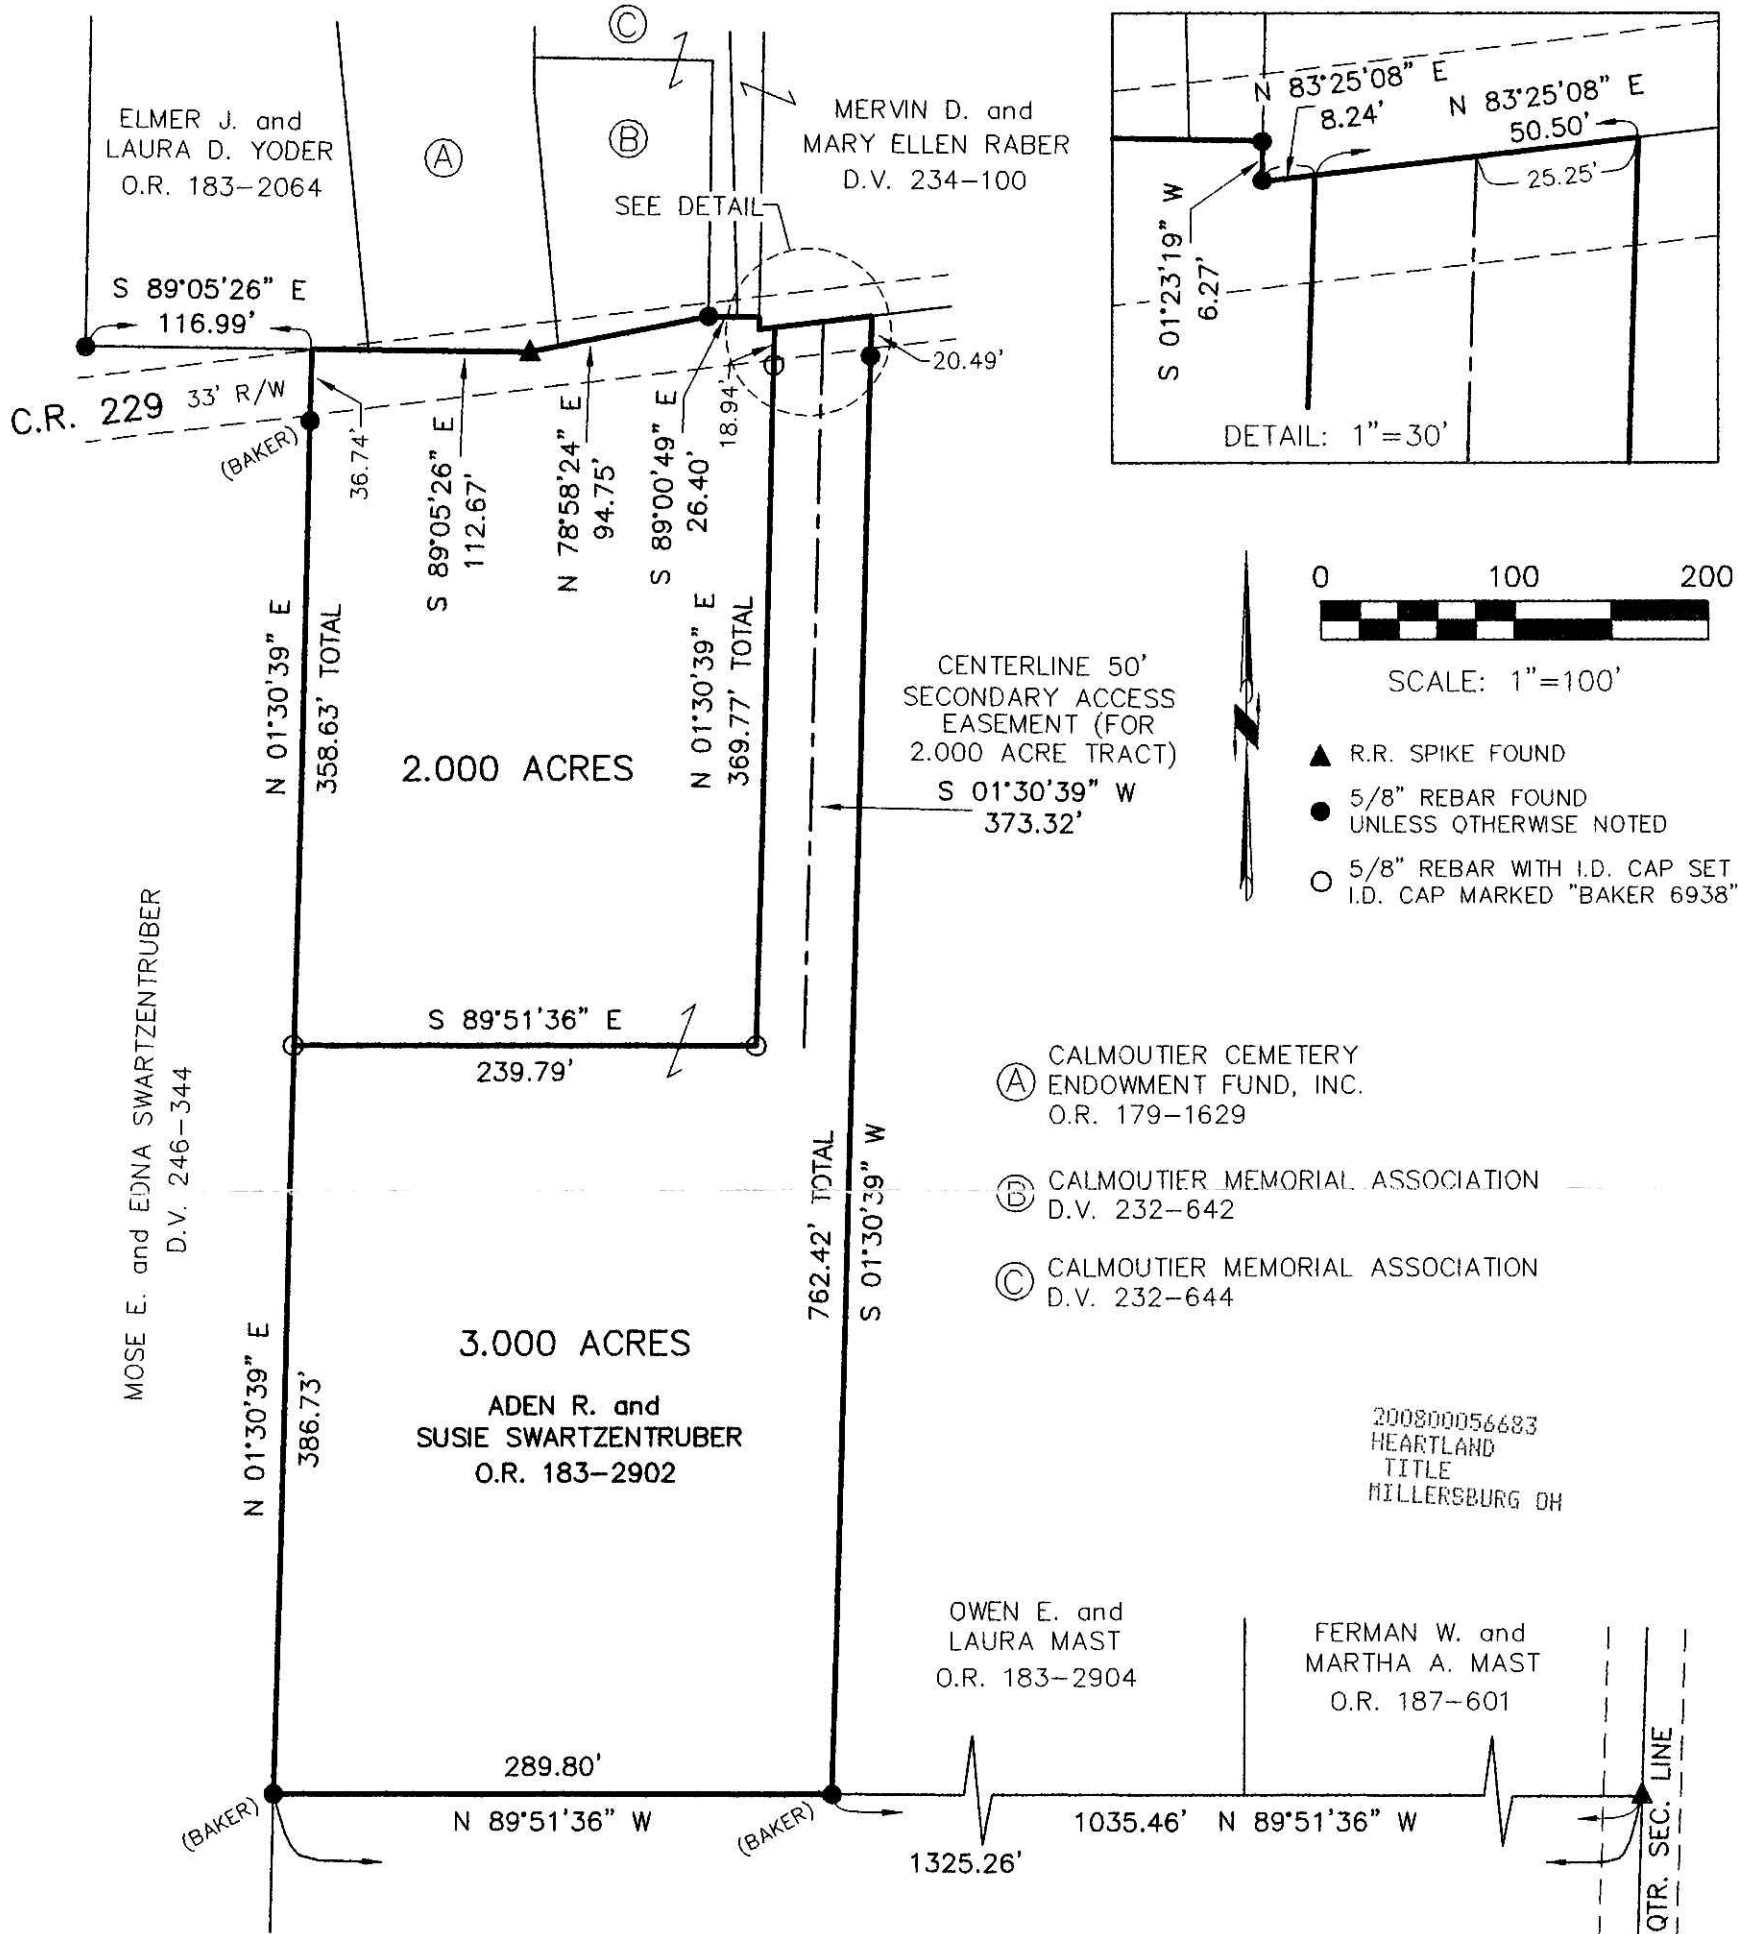 C
ELMER J. and
LAURA D. YODER
O.R. 183-2064
A
B
MERVIN D. and
MARY ELLEN RABER
D.V. 234-100
SEE DETAIL
N 83°25'08" E
8.24'
N 83°25'08" E
50.50'
25.25'
S 01°23'19" W
6.27'
DETAIL: 1"=30'
S 89°05'26" E
116.99'
C.R. 229 33' R/W
(BAKER)
36.74'
S 89°05'26" E
112.67'
N 78°58'24" E
94.75'
S 89°00'49" E
26.40'
18.94'
20.49'
N 01°30'39" E
358.63' TOTAL
N 01°30'39" E
369.77' TOTAL
2.000 ACRES
CENTERLINE 50'
SECONDARY ACCESS
EASEMENT (FOR
2.000 ACRE TRACT)
S 01°30'39" W
373.32'
0 100 200
SCALE: 1"=100'
R.R. SPIKE FOUND
5/8" REBAR FOUND
UNLESS OTHERWISE NOTED
5/8" REBAR WITH I.D. CAP SET
I.D. CAP MARKED "BAKER 6938"
MOSE E. and EDNA SWARTZENTRUBER
D.V. 246-344
S 89°51'36" E
239.79'
A CALMOUTIER CEMETERY
ENDOWMENT FUND, INC.
O.R. 179-1629
B CALMOUTIER MEMORIAL ASSOCIATION
D.V. 232-642
C CALMOUTIER MEMORIAL ASSOCIATION
D.V. 232-644
762.42' TOTAL
S 01°30'39" W
N 01°30'39" E
386.73'
3.000 ACRES
ADEN R. and
SUSIE SWARTZENTRUBER
O.R. 183-2902
200800056683
HEARTLAND
TITLE
MILLERSBURG OH
OWEN E. and
LAURA MAST
O.R. 183-2904
FERMAN W. and
MARTHA A. MAST
O.R. 187-601
289.80'
N 89°51'36" W
(BAKER)
(BAKER)
1035.46' N 89°51'36" W
1325.26'
QTR. SEC. LINE